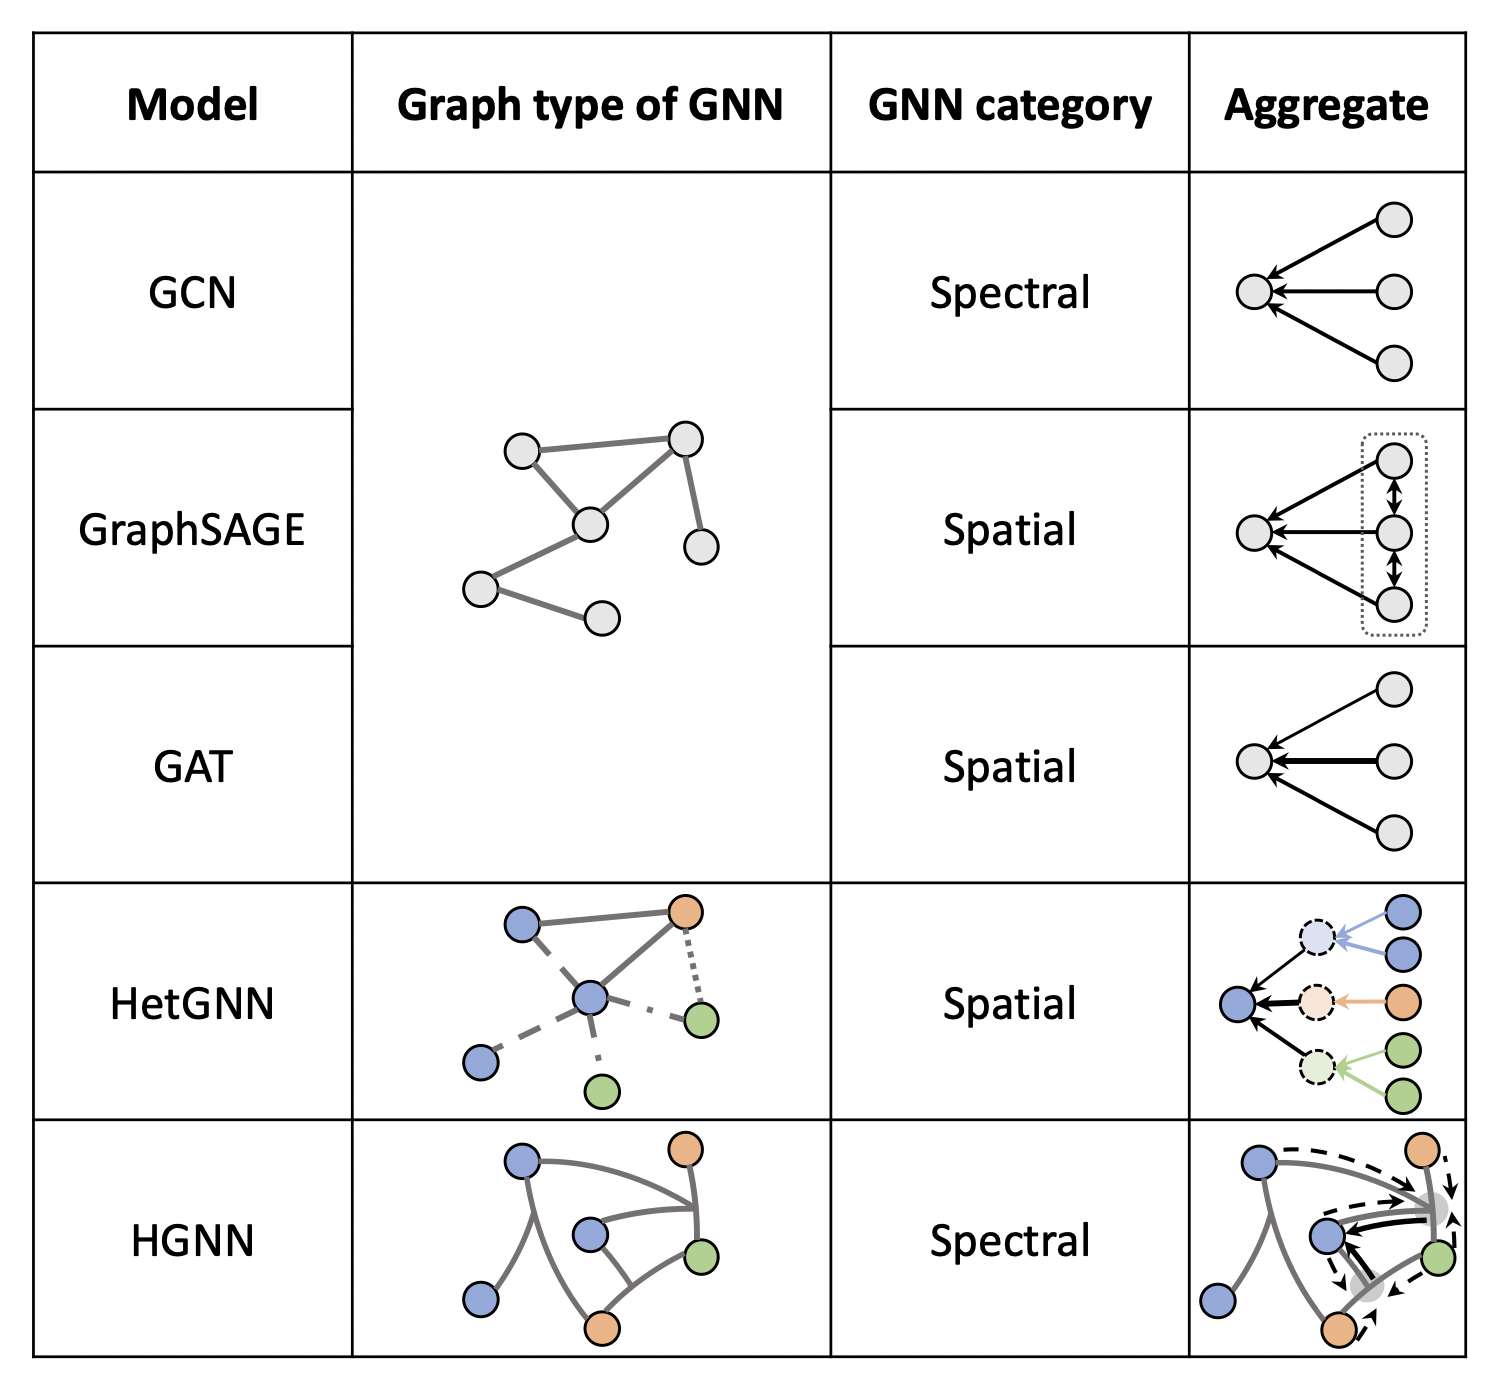 Model Graph type of GNN GNN category Aggregate
GCN Spectral
GraphSAGE Spatial
GAT Spatial
HetGNN Spatial
HGNN Spectral